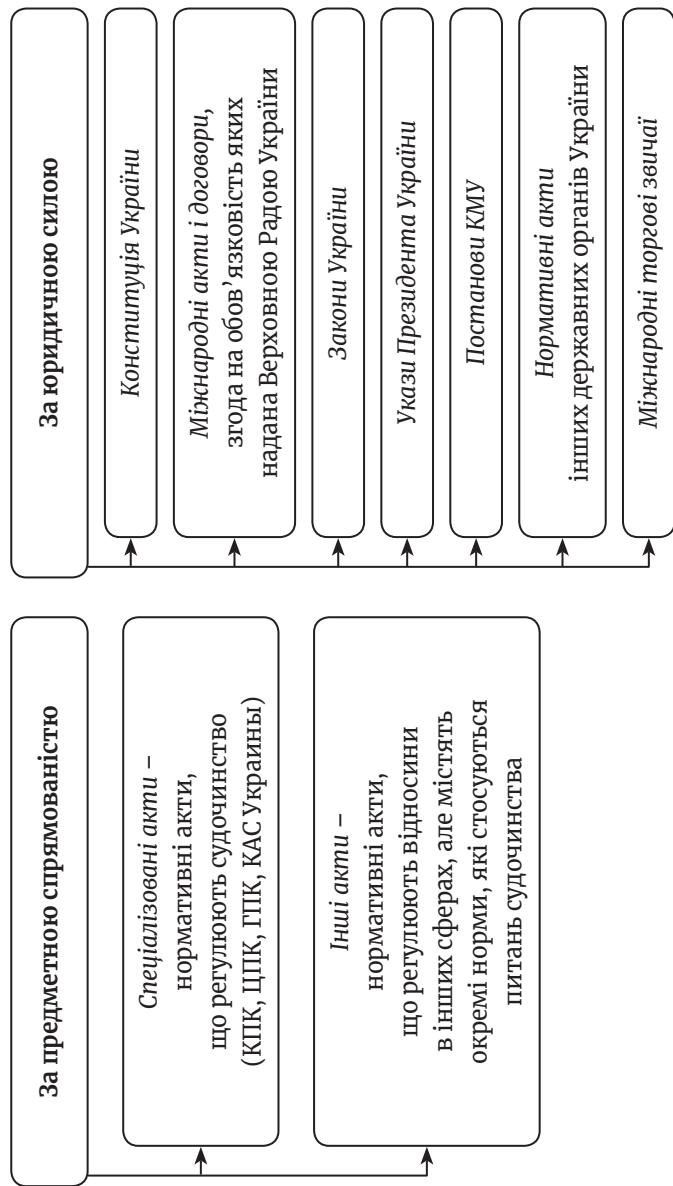 За предметною спрямованістю
Спеціалізовані акти –
нормативні акти,
що регулюють судочинство
(КПК, ЦПК, ГПК, КАС Украины)
Інші акти –
нормативні акти,
що регулюють відносини
в інших сферах, але містять
окремі норми, які стосуються
питань судочинства
За юридичною силою
Конституція України
Міжнародні акти і договори,
згода на обов’язковість яких
надана Верховною Радою України
Закони України
Укази Президента України
Постанови КМУ
Нормативні акти
інших державних органів України
Міжнародні торгові звичаї